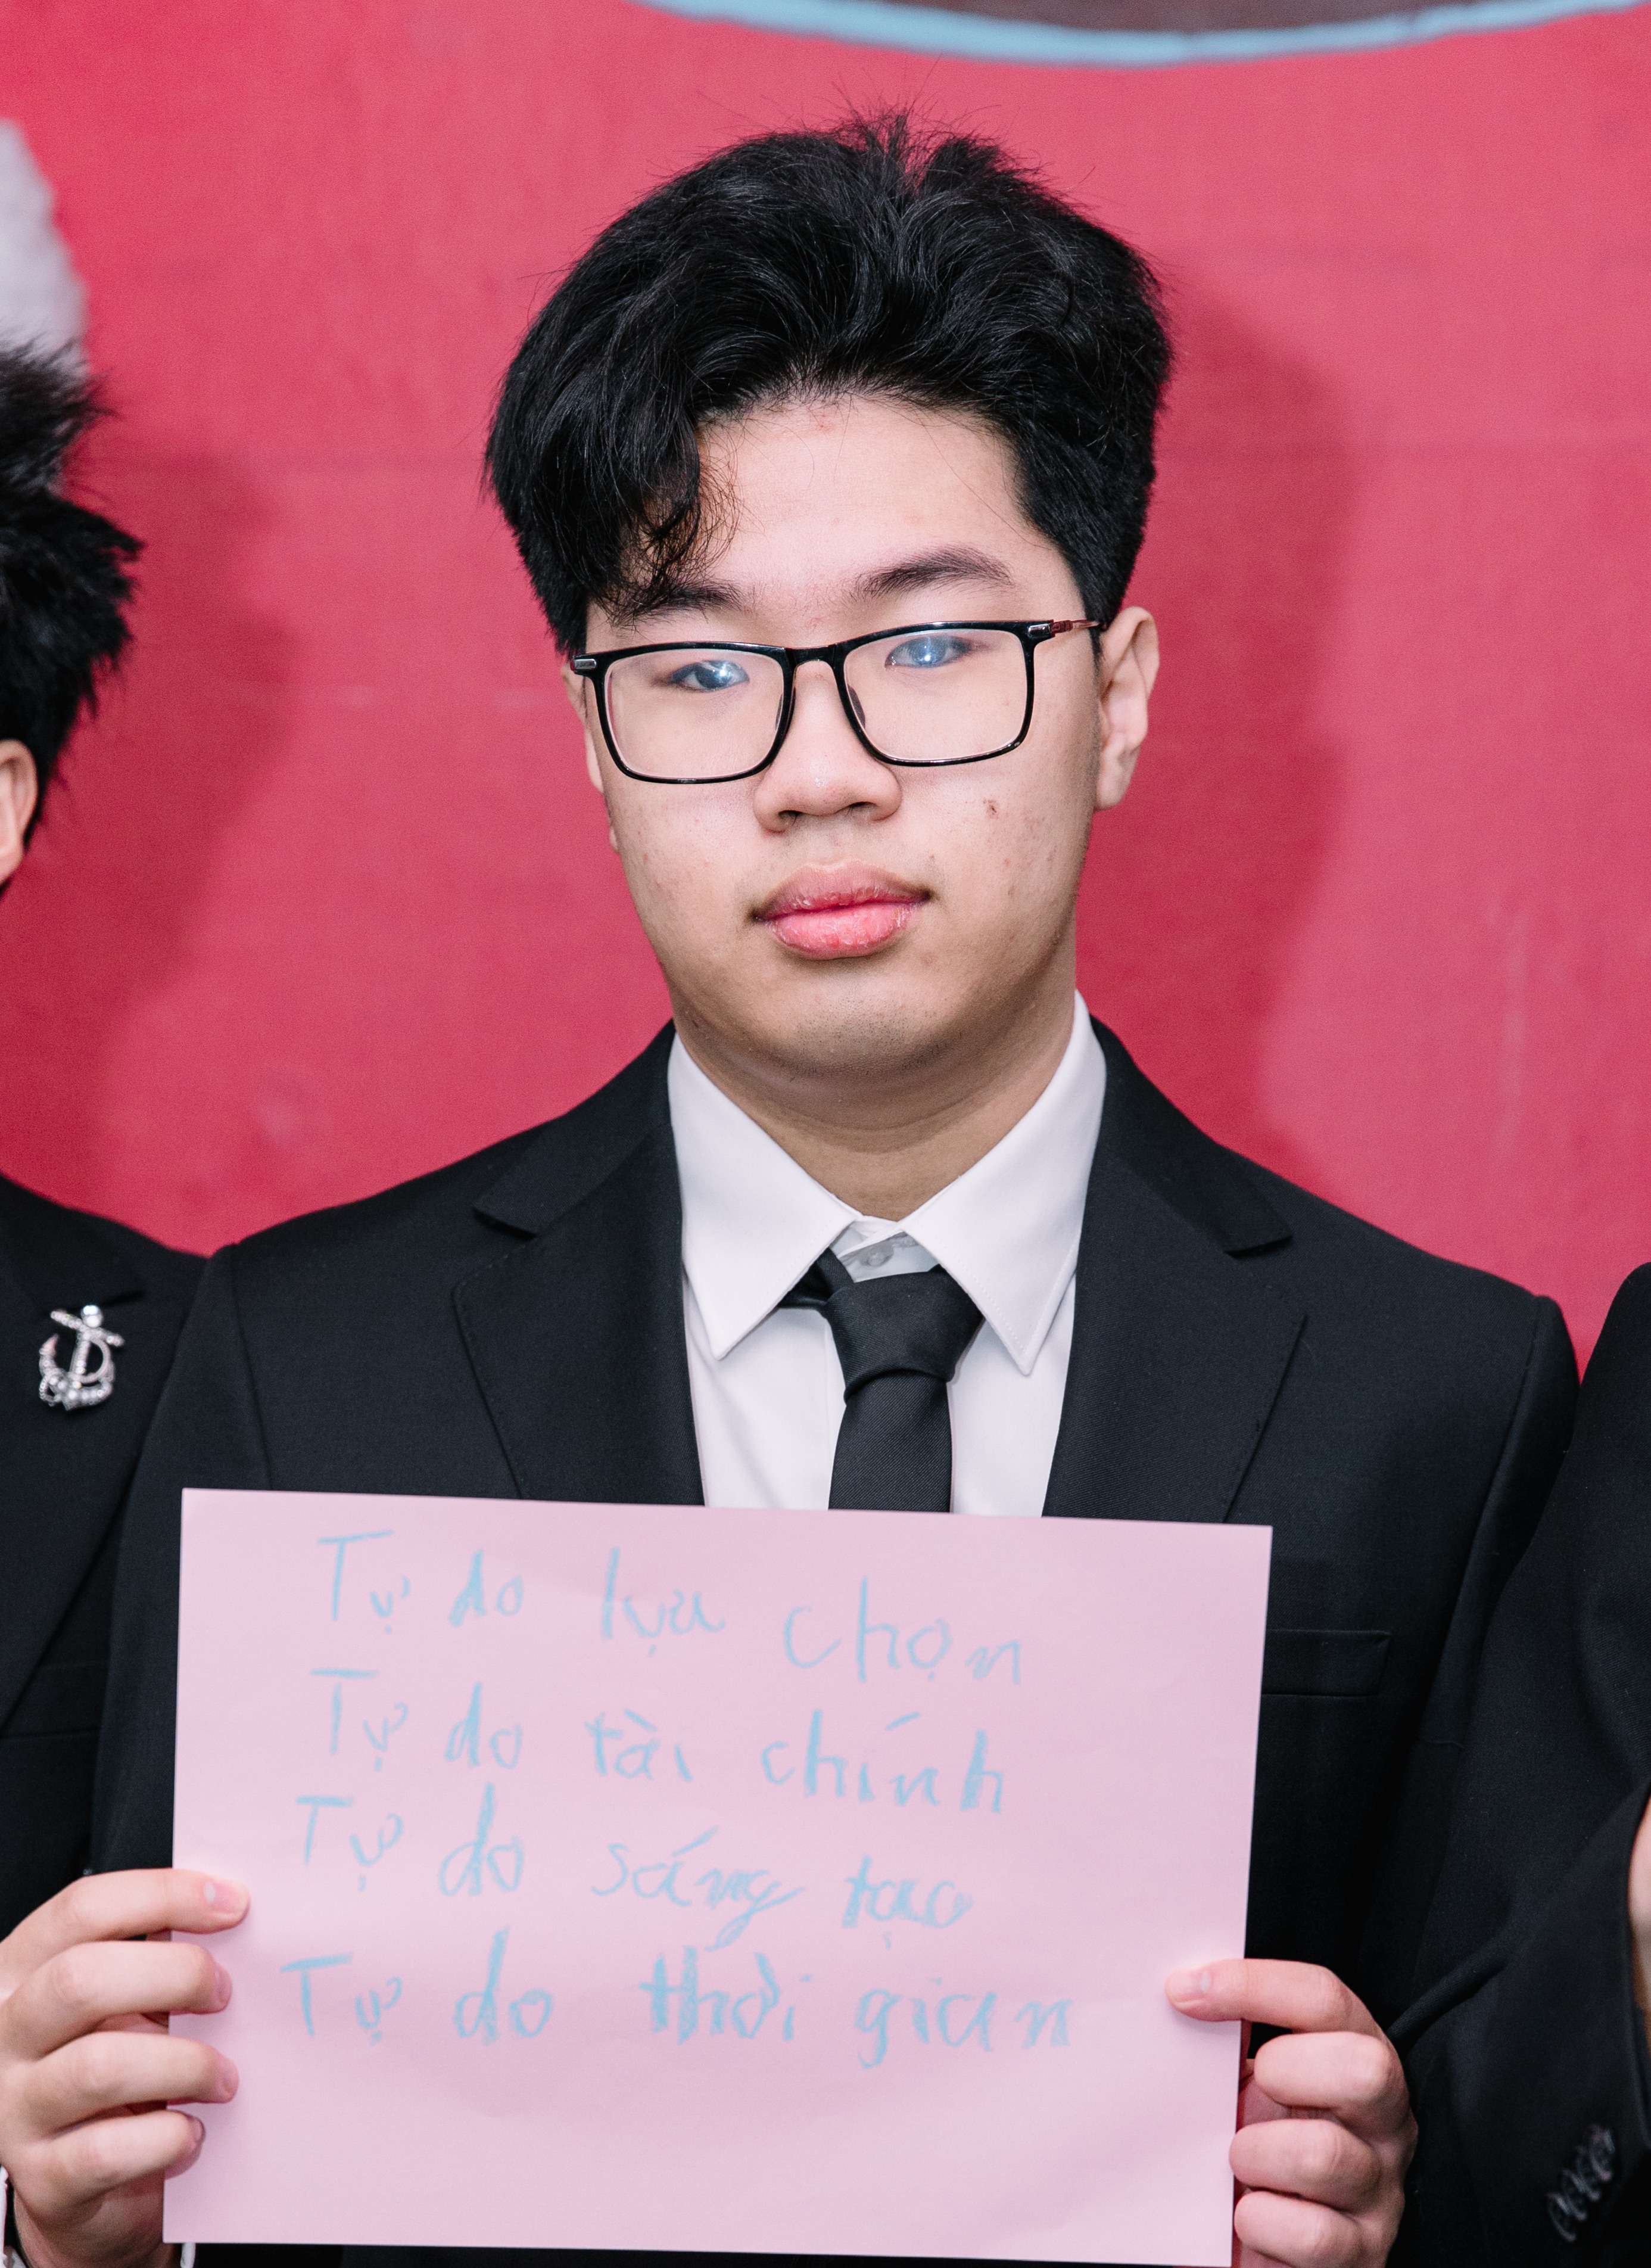 Tự do lựa chọn
Tự do tài chính
Tự do sáng tạo
Tự do thời gian